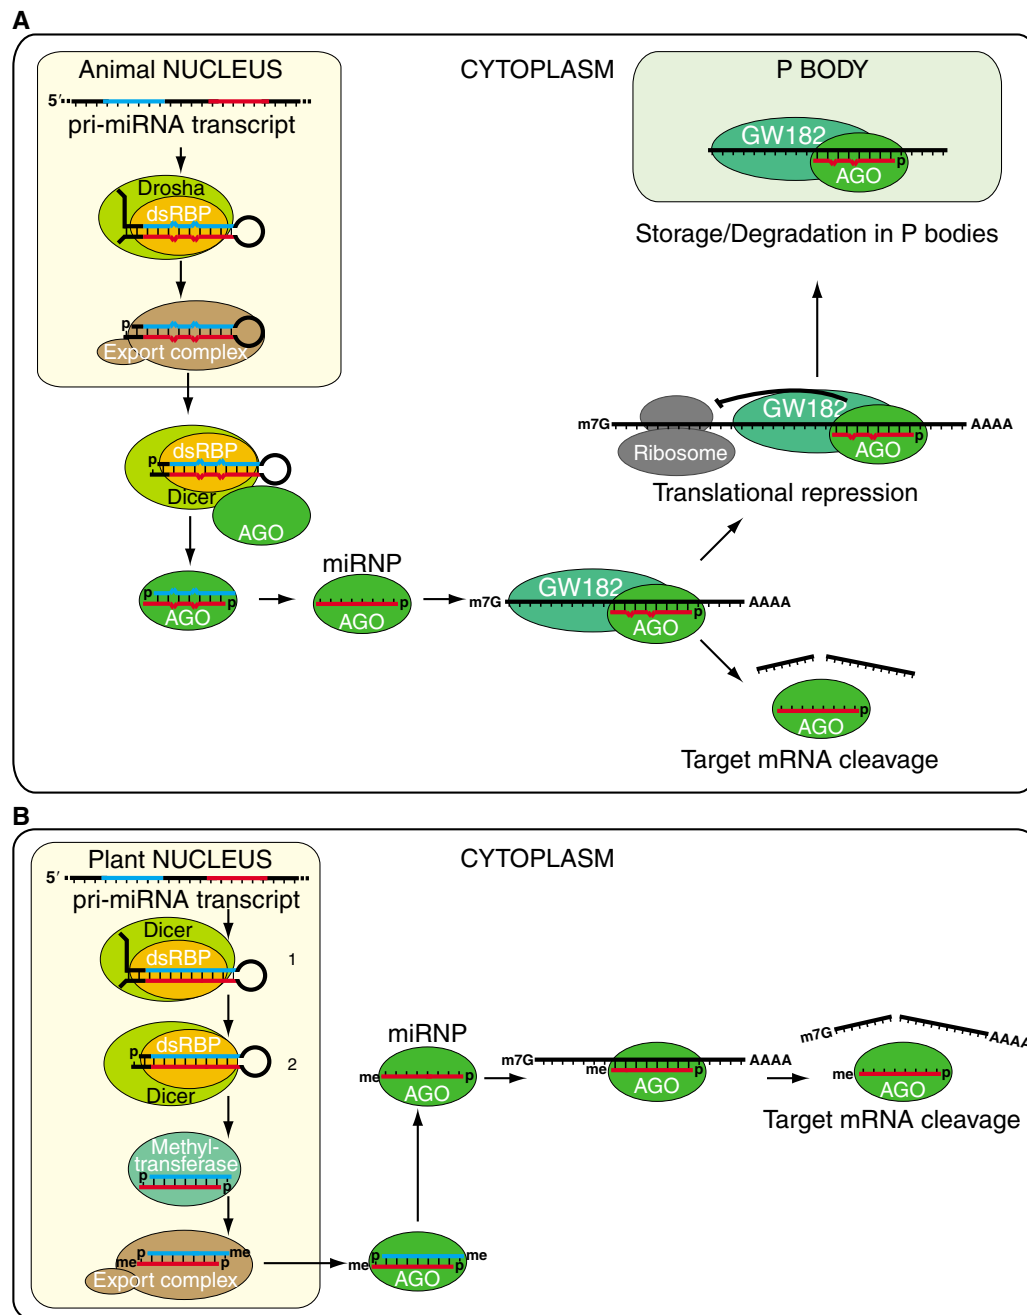 A
Animal NUCLEUS
CYTOPLASM
P BODY
5′
pri-miRNA transcript
GW182
p
AGO
Drosha
dsRBP
Storage/Degradation in P bodies
p
Export complex
GW182
m7G
AAAA
p
AGO
Ribosome
Translational repression
dsRBP
p
Dicer
AGO
miRNP
p
p
AGO
p
AGO
GW182
m7G
AAAA
p
AGO
p
AGO
Target mRNA cleavage
B
Plant NUCLEUS
CYTOPLASM
5′
pri-miRNA transcript
Dicer
dsRBP
1
p
dsRBP
2
Dicer
miRNP
me
p
AGO
m7G
AAAA
me
p
AGO
m7G
AAAA
me
p
AGO
Target mRNA cleavage
Methyl-
transferase
p
p
p
me
me
p
Export complex
p
me
me
p
AGO